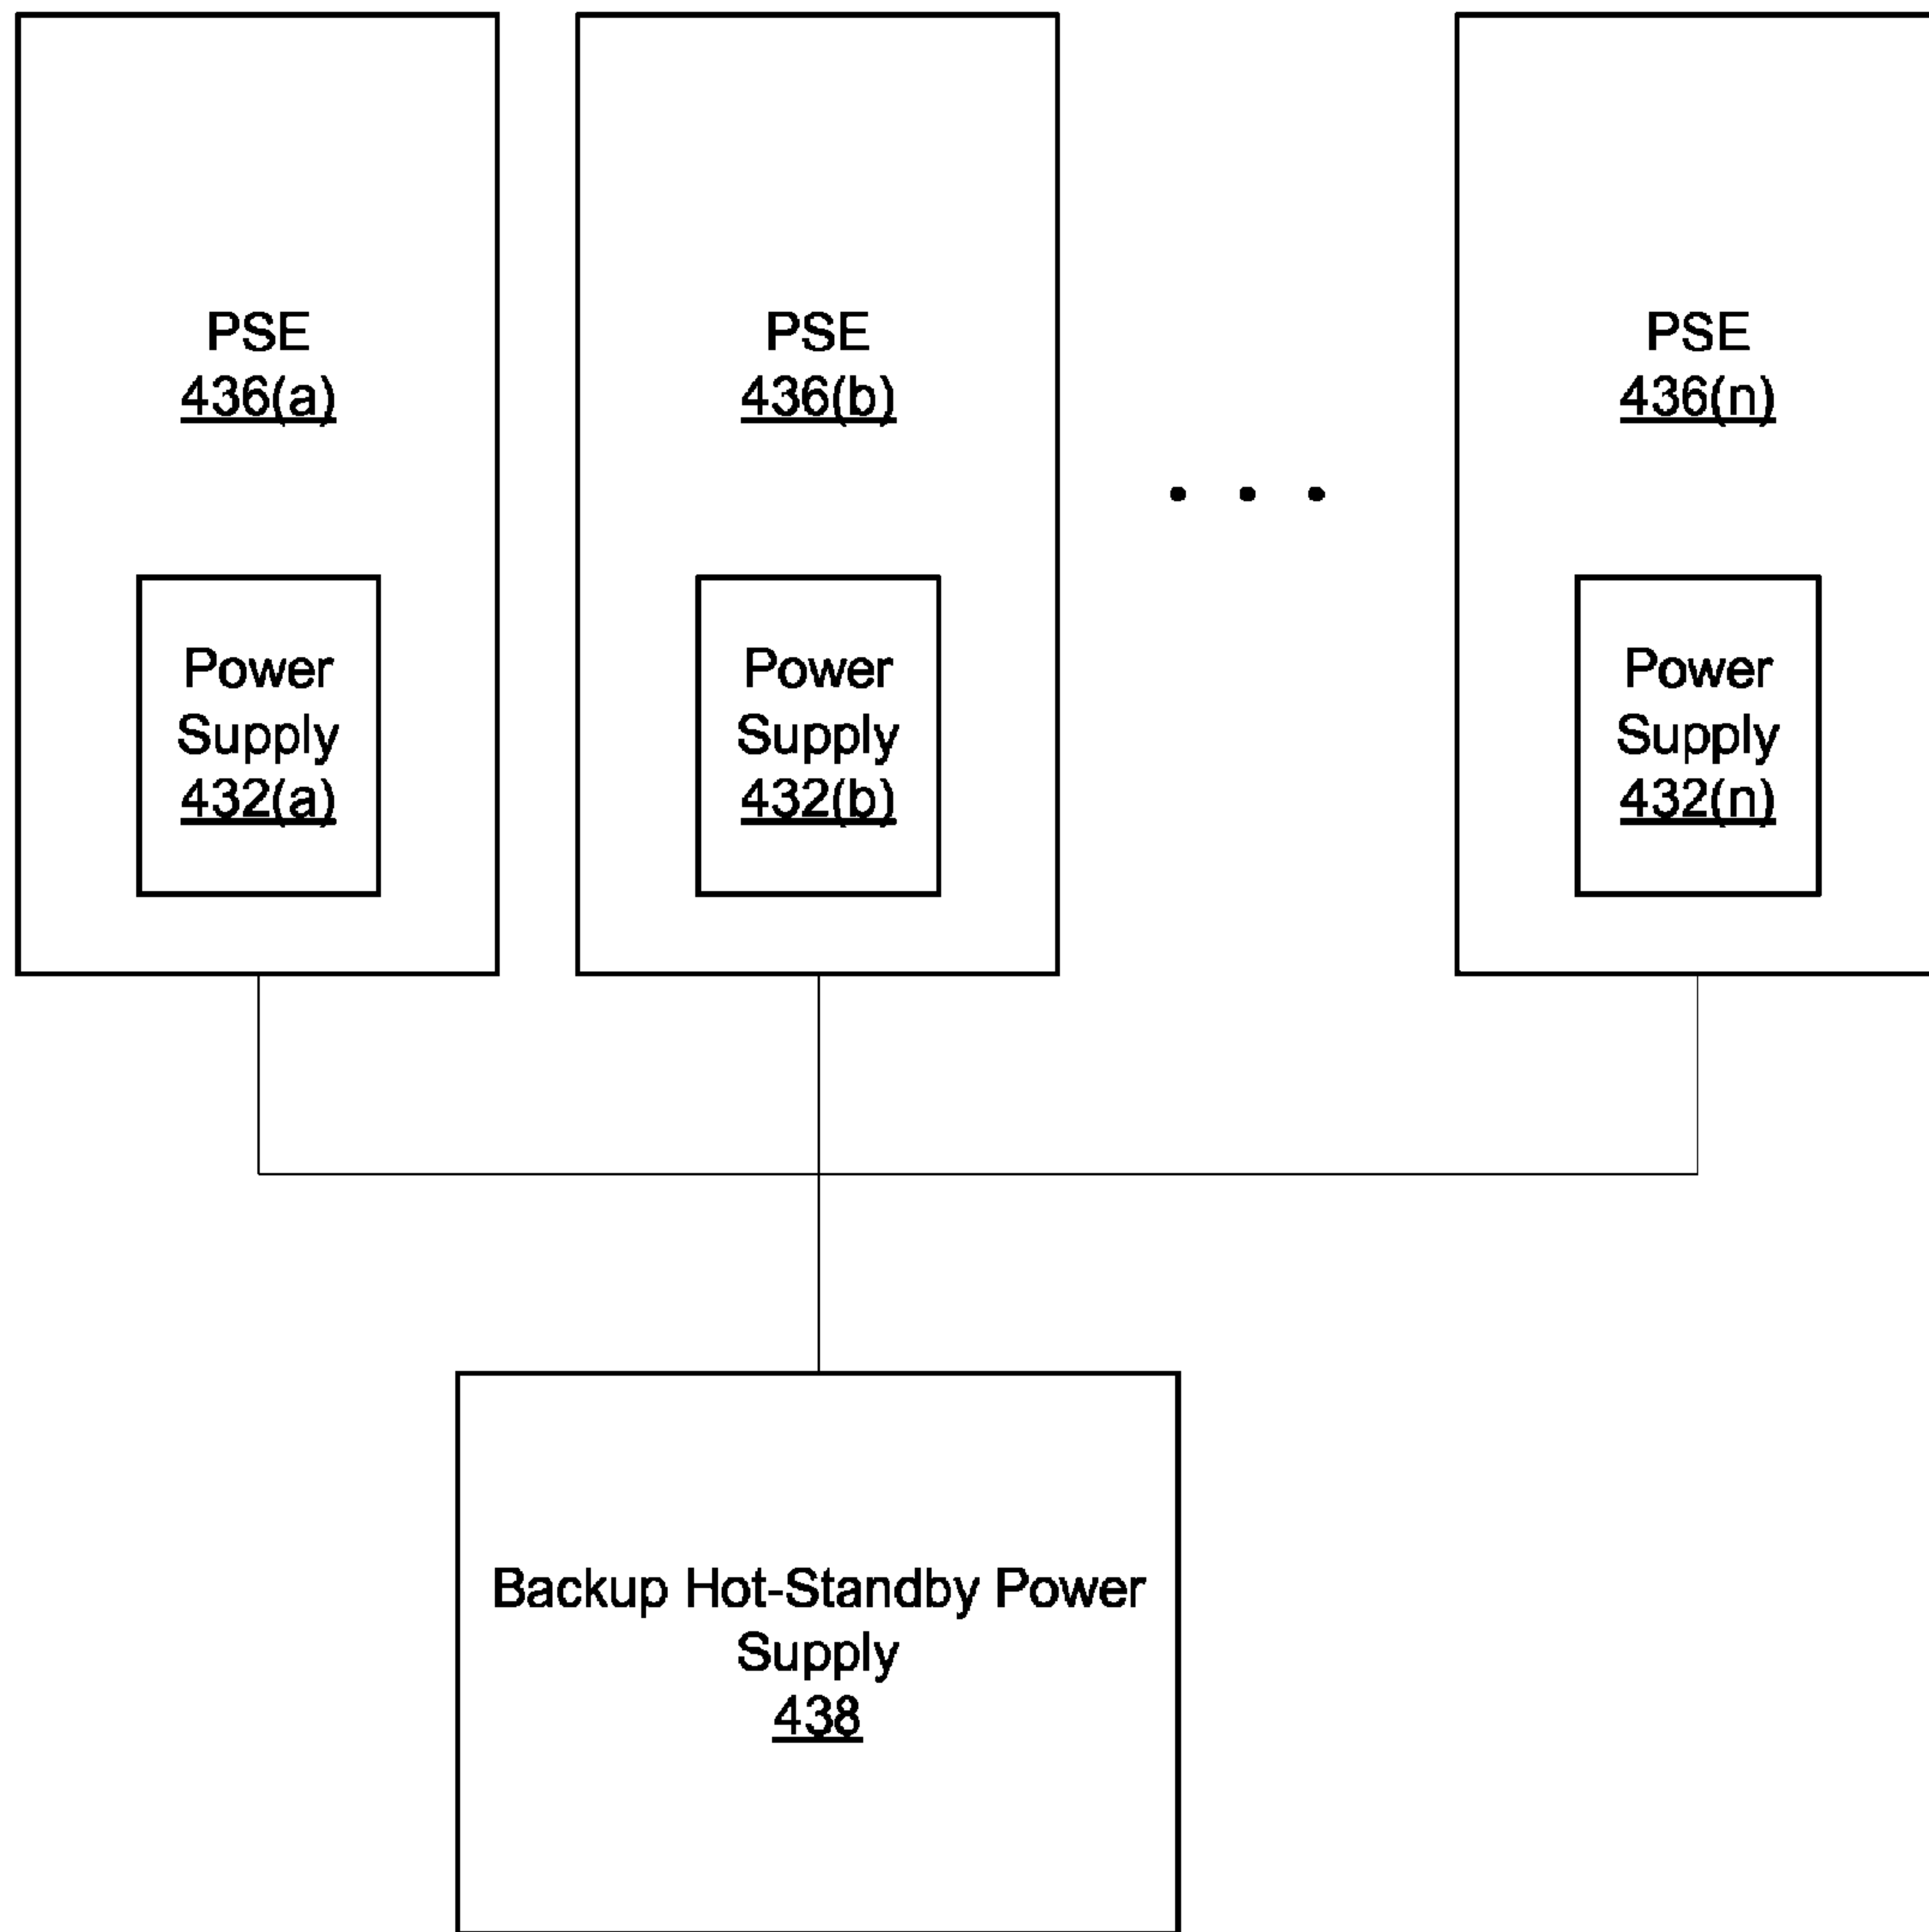 PSE
436(a)
Power
Supply
432(a)
PSE
436(b)
Power
Supply
432(b)
. . .
PSE
436(n)
Power
Supply
432(n)
Backup Hot-Standby Power
Supply
438